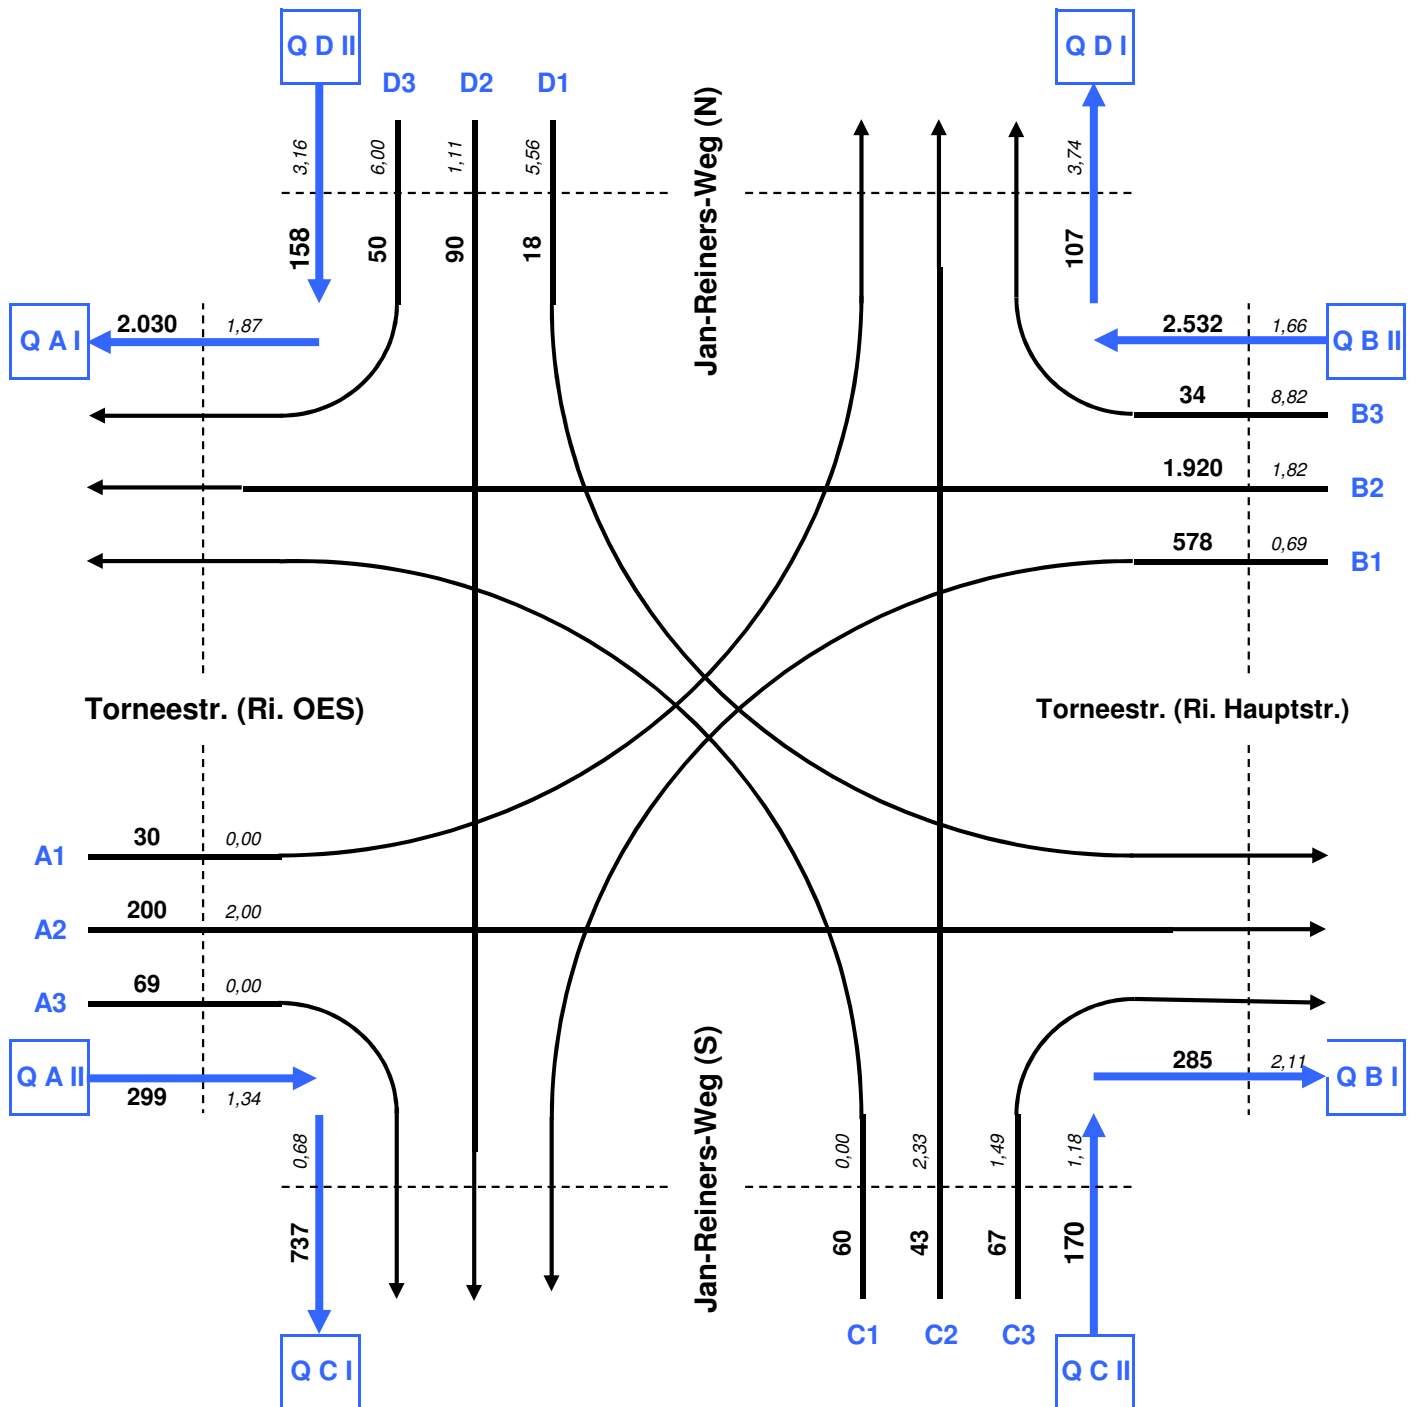 Q D II
Q D I
D3
D2
D1
3,16
6,00
1,11
5,56
3,74
Jan-Reiners-Weg (N)
158
50
90
18
107
Q A I
2.030
1,87
2.532
1,66
Q B II
34
8,82
B3
1.920
1,82
B2
578
0,69
B1
Torneestr. (Ri. OES)
Torneestr. (Ri. Hauptstr.)
A1
30
0,00
A2
200
2,00
A3
69
0,00
Q A II
299
1,34
285
2,11
Q B I
0,68
0,00
2,33
1,49
1,18
Jan-Reiners-Weg (S)
737
60
43
67
170
C1
C2
C3
Q C I
Q C II